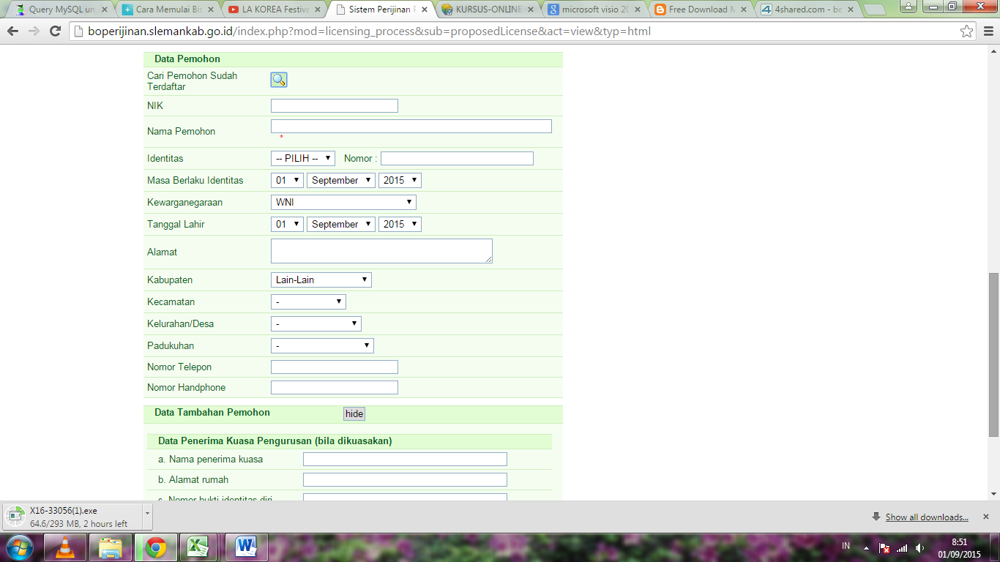 Query MySQL un
Cara Memulai Bis
LA KOREA Festiva
Sistem Perijinan P
KURSUS-ONLINE
microsoft visio 20
Free Download M
4shared.com - be
boperijinan.slemankab.go.id/index.php?mod=licensing_process&sub=proposedLicense&act=view&typ=html
Data Pemohon
Cari Pemohon Sudah
Terdaftar
NIK
Nama Pemohon
*
Identitas -- PILIH -- Nomor :
Masa Berlaku Identitas 01 September 2015
Kewarganegaraan WNI
Tanggal Lahir 01 September 2015
Alamat
Kabupaten Lain-Lain
Kecamatan -
Kelurahan/Desa -
Padukuhan -
Nomor Telepon
Nomor Handphone
Data Tambahan Pemohon hide
Data Penerima Kuasa Pengurusan (bila dikuasakan)
a. Nama penerima kuasa
b. Alamat rumah
c. Nomor bukti identitas diri
X16-33056(1).exe
64.6/293 MB, 2 hours left
Show all downloads...
IN
8:51
01/09/2015